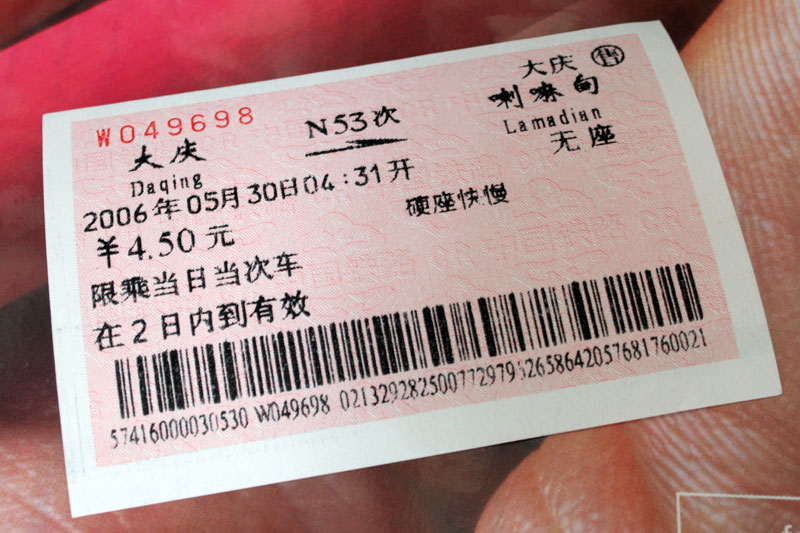 W049698
大庆 售
大庆 N53次 喇嘛甸
Daqing Lamadian
2006年05月30日04:31开 无座
¥4.50元 硬座快慢
限乘当日当次车
在2日内到有效
57416000030530 W049698 02132928250077297932658642057681760021